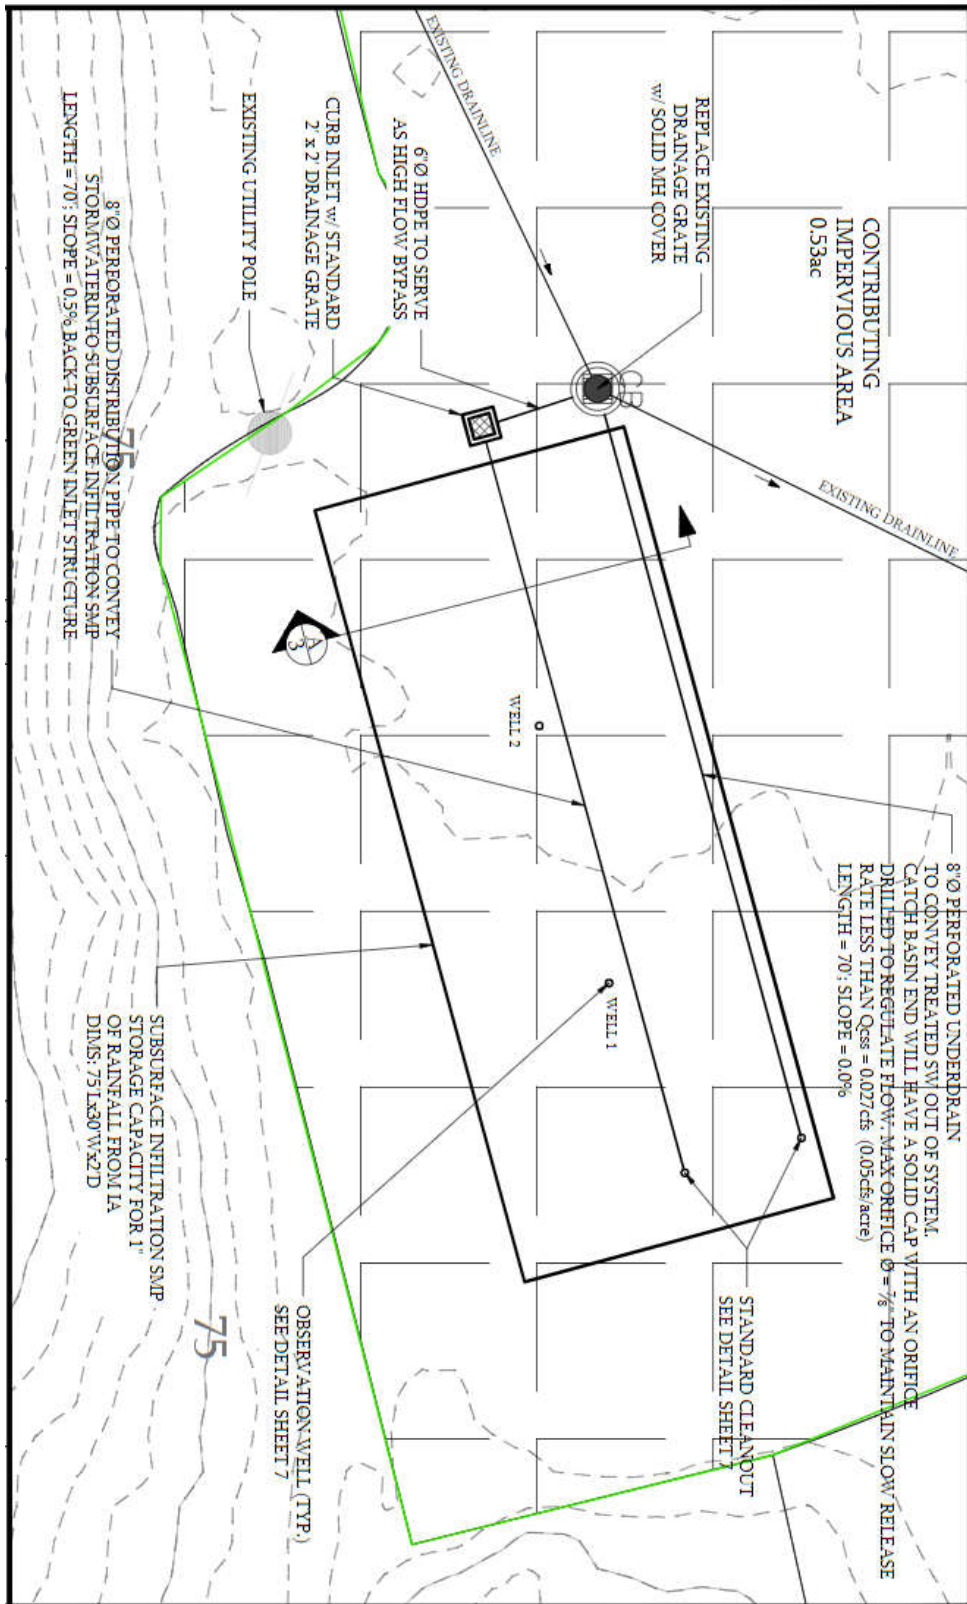 EXISTING DRAINLINE
REPLACE EXISTING
DRAINAGE GRATE
w/ SOLID MH COVER
CONTRIBUTING
IMPERVIOUS AREA
0.53ac
6"Ø HDPE TO SERVE
AS HIGH FLOW BYPASS
CURB INLET w/ STANDARD
2' x 2' DRAINAGE GRATE
EXISTING UTILITY POLE
8"Ø PERFORATED DISTRIBUTION PIPE TO CONVEY
STORMWATERINTO SUBSURFACE INFILTRATION SMP
LENGTH = 70'; SLOPE = 0.5% BACK TO GREEN INLET STRUCTURE
75
CB
EXISTING DRAINLINE
A
3
WELL 2
WELL 1
8"Ø PERFORATED UNDERDRAIN
TO CONVEY TREATED SW OUT OF SYSTEM.
CATCH BASIN END WILL HAVE A SOLID CAP WITH AN ORIFICE
DRILLED TO REGULATE FLOW. MAX ORIFICE Ø = 7/8" TO MAINTAIN SLOW RELEASE
RATE LESS THAN Qcss = 0.027cfs (0.05cfs/acre)
LENGTH = 70'; SLOPE = 0.0%
STANDARD CLEANOUT
SEE DETAIL SHEET 7
OBSERVATION WELL (TYP.)
SEE DETAIL SHEET 7
SUBSURFACE INFILTRATION SMP
STORAGE CAPACITY FOR 1"
OF RAINFALL FROM IA
DIMS: 75'Lx30'Wx2'D
75